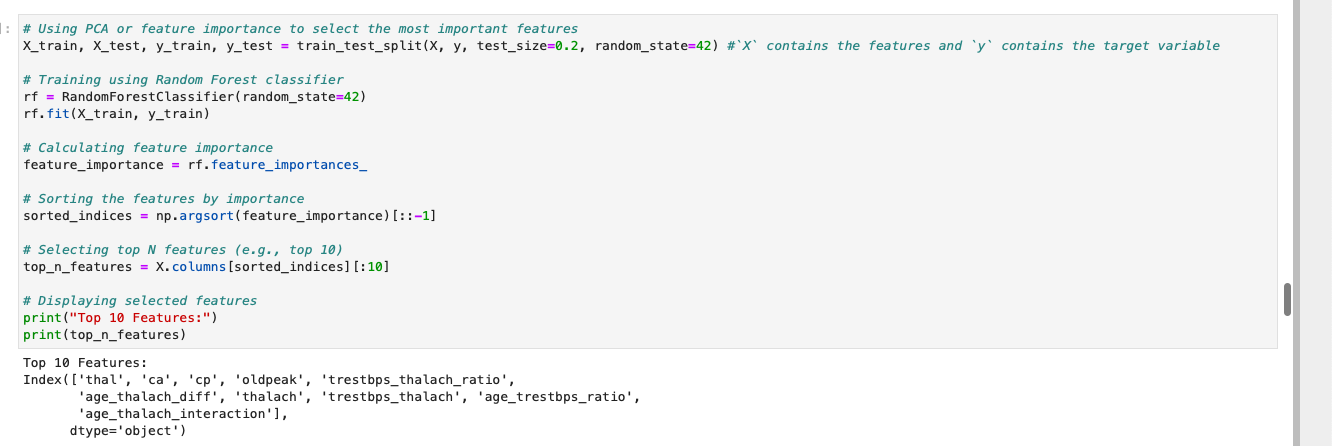 ]:
# Using PCA or feature importance to select the most important features
X_train, X_test, y_train, y_test = train_test_split(X, y, test_size=0.2, random_state=42) #`X` contains the features and `y` contains the target variable
# Training using Random Forest classifier
rf = RandomForestClassifier(random_state=42)
rf.fit(X_train, y_train)
# Calculating feature importance
feature_importance = rf.feature_importances_
# Sorting the features by importance
sorted_indices = np.argsort(feature_importance)[::-1]
# Selecting top N features (e.g., top 10)
top_n_features = X.columns[sorted_indices][:10]
# Displaying selected features
print("Top 10 Features:")
print(top_n_features)
Top 10 Features:
Index(['thal', 'ca', 'cp', 'oldpeak', 'trestbps_thalach_ratio',
'age_thalach_diff', 'thalach', 'trestbps_thalach', 'age_trestbps_ratio',
'age_thalach_interaction'],
dtype='object')